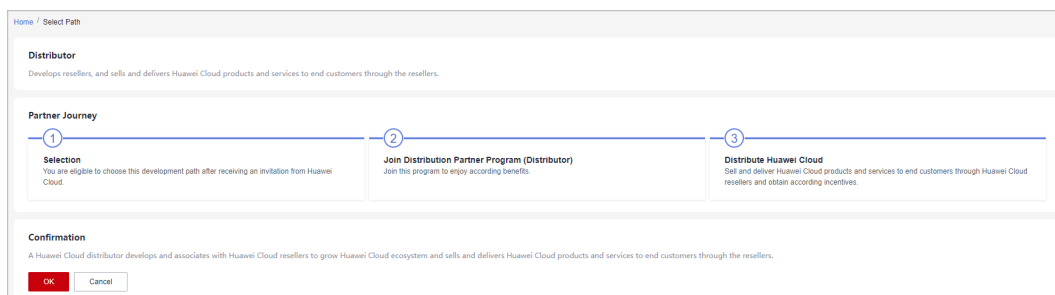 Home / Select Path
Distributor
Develops resellers, and sells and delivers Huawei Cloud products and services to end customers through the resellers.
Partner Journey
1
2
3
Selection
You are eligible to choose this development path after receiving an invitation from Huawei
Cloud.
Join Distribution Partner Program (Distributor)
Join this program to enjoy according benefits.
Distribute Huawei Cloud
Sell and deliver Huawei Cloud products and services to end customers through Huawei Cloud
resellers and obtain according incentives.
Confirmation
A Huawei Cloud distributor develops and associates with Huawei Cloud resellers to grow Huawei Cloud ecosystem and sells and delivers Huawei Cloud products and services to end customers through the resellers.
OK
Cancel